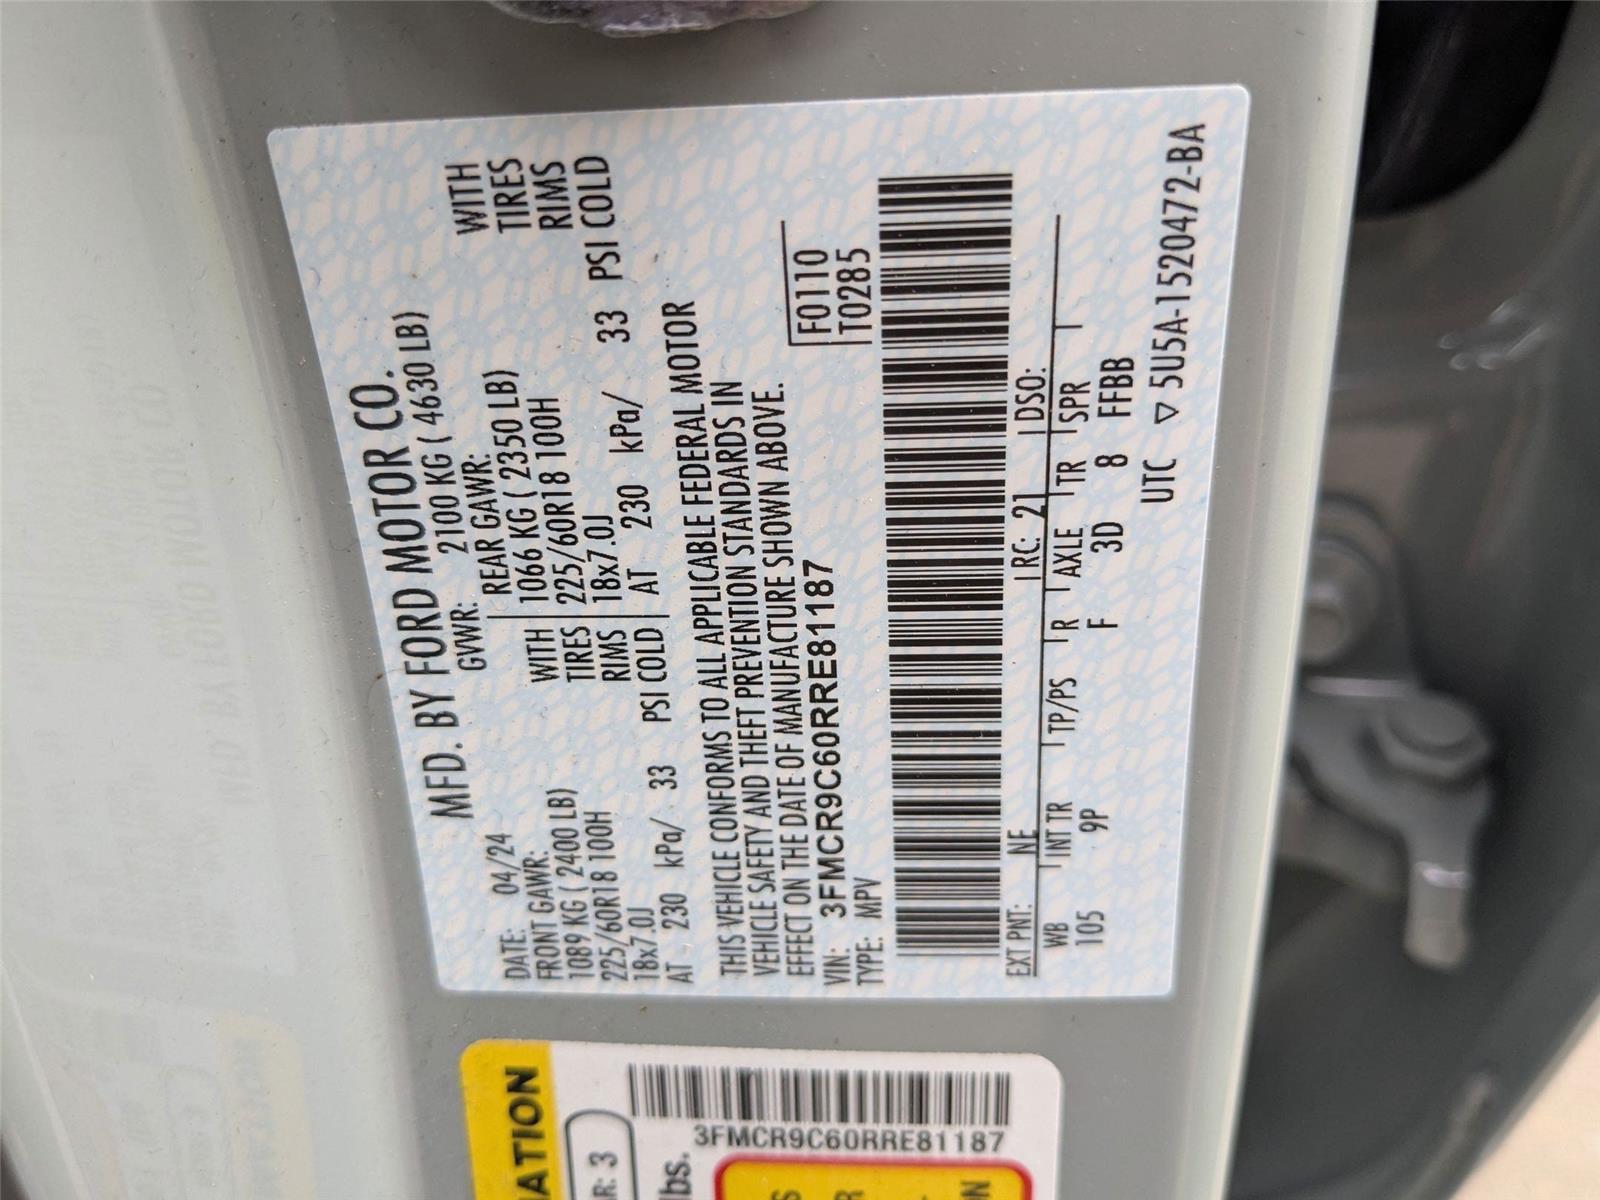 MFD. BY FORD MOTOR CO.
DATE: 04/24 GVWR: 2100 KG ( 4630 LB)
FRONT GAWR: REAR GAWR:
1089 KG ( 2400 LB) WITH 1066 KG ( 2350 LB) WITH
225/60R18 100H TIRES 225/60R18 100H TIRES
18x7.0J RIMS 18x7.0J RIMS
AT 230 kPa/ 33 PSI COLD AT 230 kPa/ 33 PSI COLD
THIS VEHICLE CONFORMS TO ALL APPLICABLE FEDERAL MOTOR
VEHICLE SAFETY AND THEFT PREVENTION STANDARDS IN
EFFECT ON THE DATE OF MANUFACTURE SHOWN ABOVE.
VIN: 3FMCR9C60RRE81187 F0110
TYPE: MPV T0285
EXT PNT: NE RC: 21 DSO:
WB INT TR TP/PS R AXLE TR SPR
105 9P F 3D 8 FFBB
UTC ▽ 5U5A-1520472-BA
3FMCR9C60RRE81187
lbs.